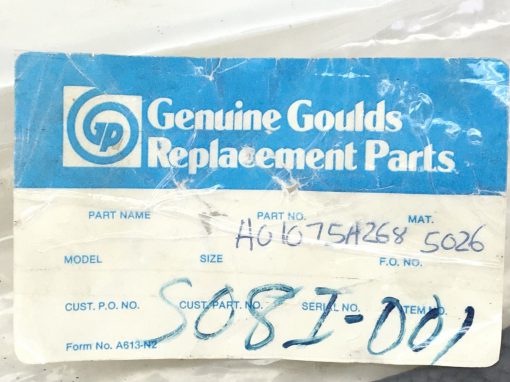 GP
Genuine Goulds
Replacement Parts
PART NAME PART NO. MAT.
A01075A268 5026
MODEL SIZE F.O. NO.
CUST. P.O. NO. CUST. PART. NO. SERIAL NO. ITEM NO.
S08I-001
Form No. A613-N2